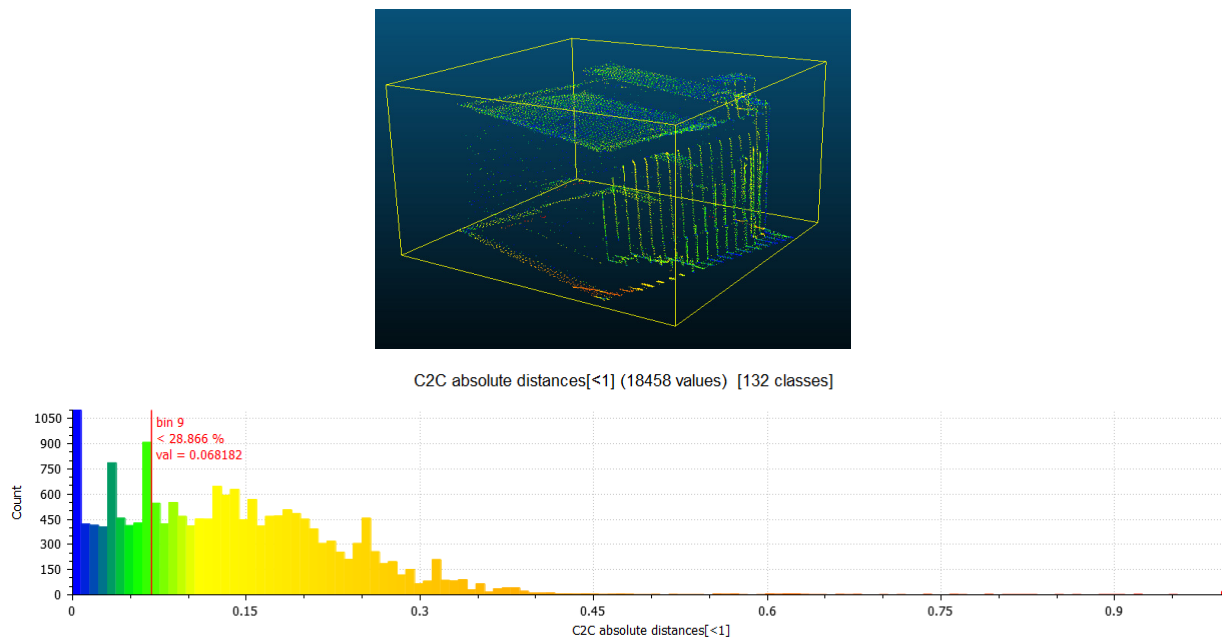 C2C absolute distances[<1] (18458 values) [132 classes]
1050
900
750
600
450
300
150
0
Count
bin 9
< 28.866 %
val = 0.068182
0
0.15
0.3
0.45
0.6
0.75
0.9
C2C absolute distances[<1]